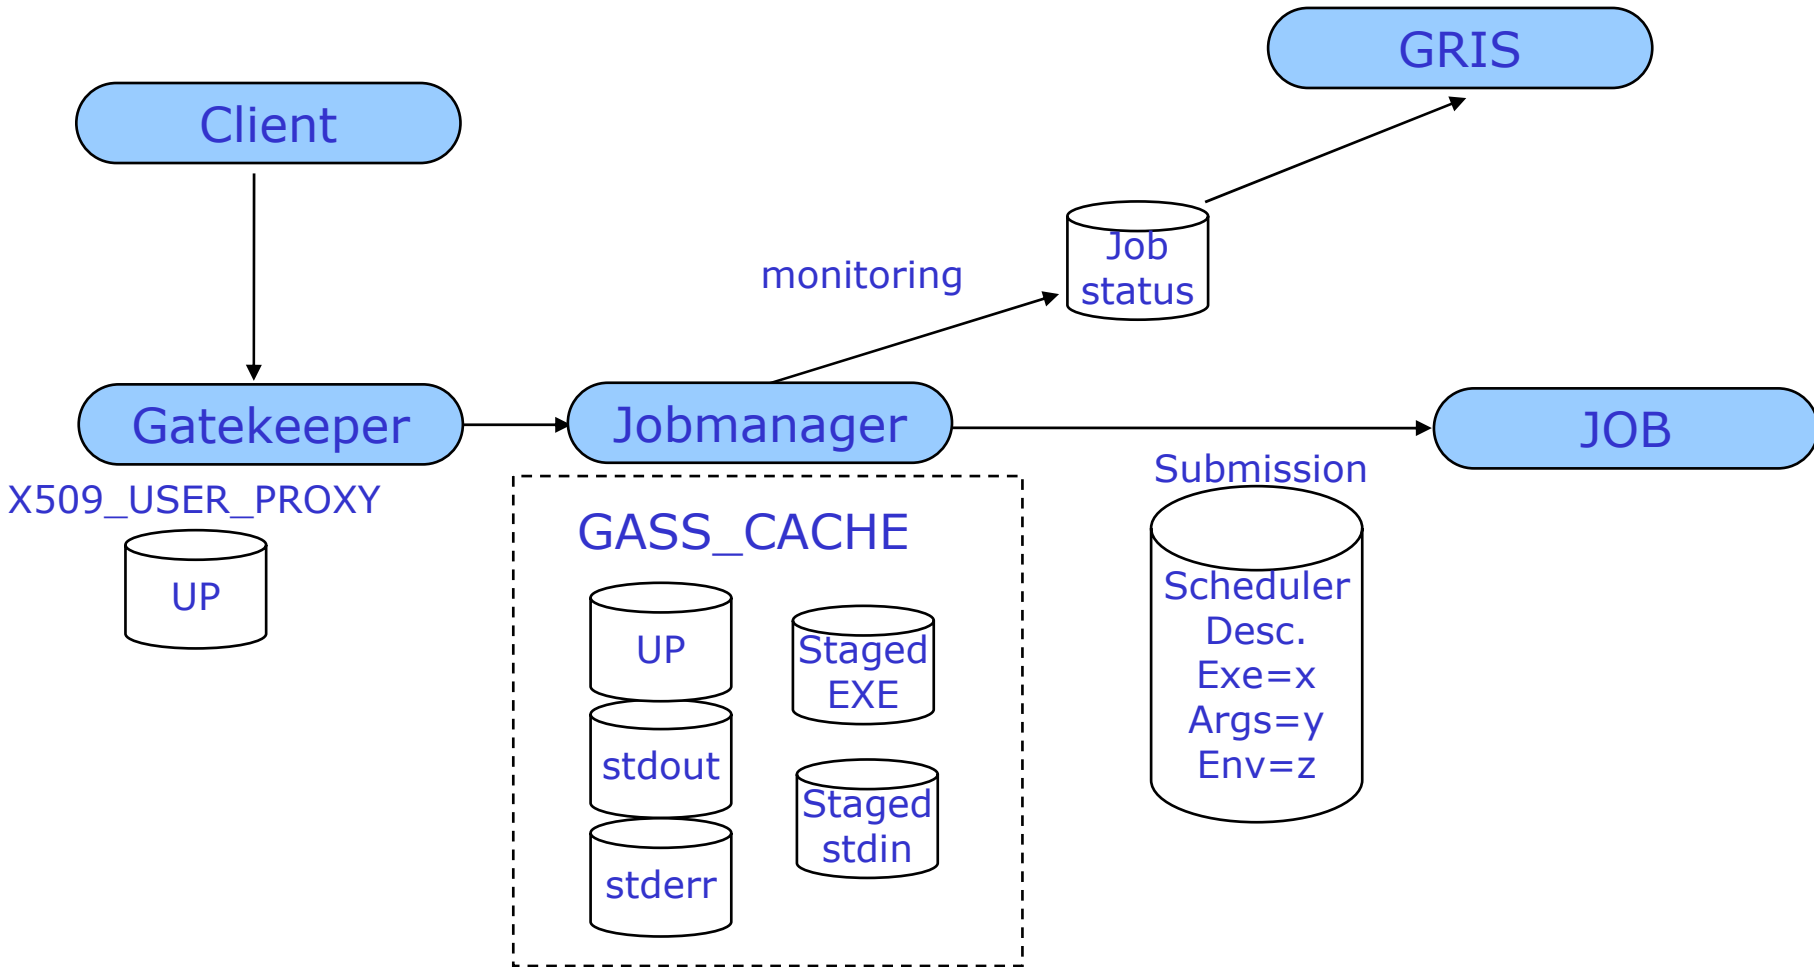 GRIS
Client
Job
status
monitoring
Gatekeeper
Jobmanager
JOB
X509_USER_PROXY
UP
GASS_CACHE
UP
stdout
stderr
Staged
EXE
Staged
stdin
Submission
Scheduler
Desc.
Exe=x
Args=y
Env=z